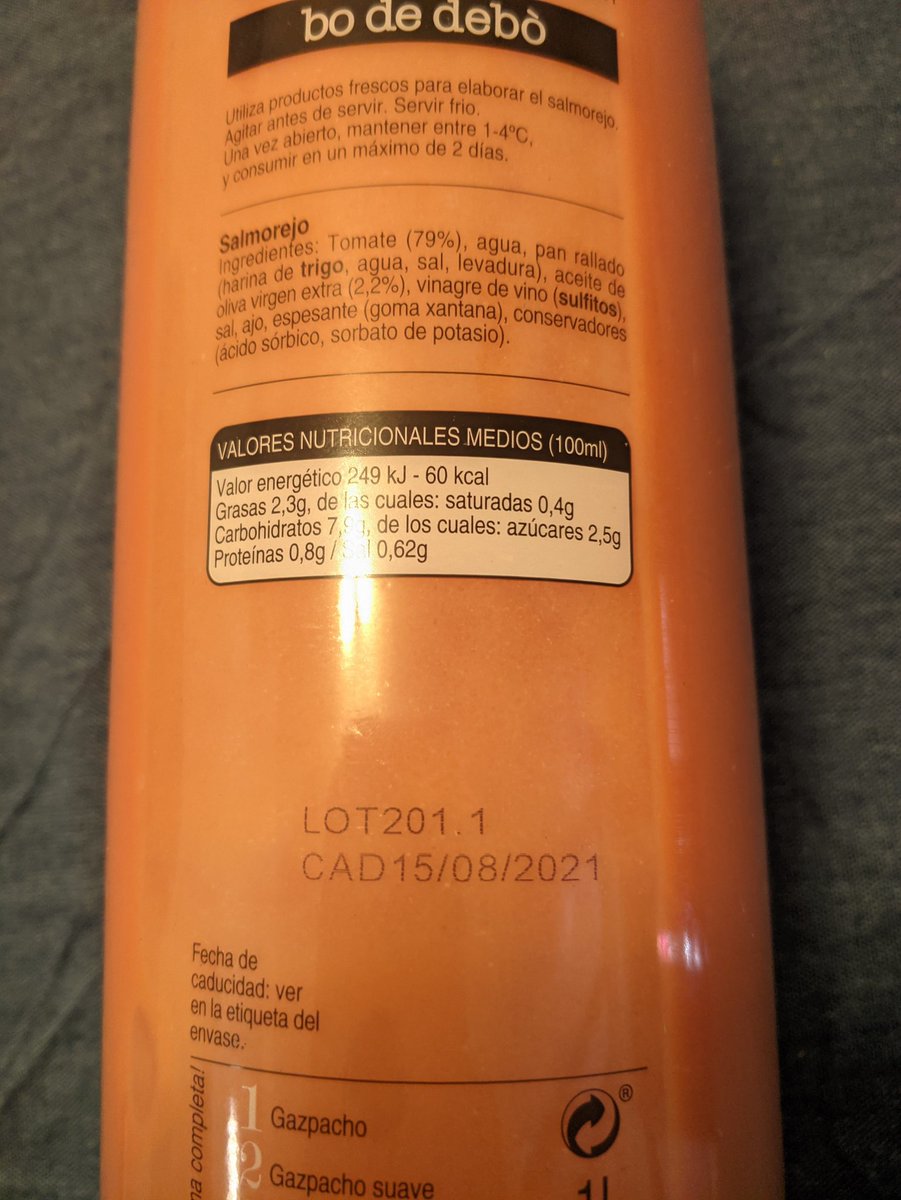 bo de debò
Utiliza productos frescos para elaborar el salmorejo.
Agitar antes de servir. Servir frio.
Una vez abierto, mantener entre 1-4ºC,
y consumir en un máximo de 2 días.
Salmorejo
Ingredientes: Tomate (79%), agua, pan rallado
(harina de trigo, agua, sal, levadura), aceite de
oliva virgen extra (2,2%), vinagre de vino (sulfitos),
sal, ajo, espesante (goma xantana), conservadores
(ácido sórbico, sorbato de potasio).
VALORES NUTRICIONALES MEDIOS (100ml)
Valor energético 249 kJ - 60 kcal
Grasas 2,3g, de las cuales: saturadas 0,4g
Carbohidratos 7,9g, de los cuales: azúcares 2,5g
Proteínas 0,8g / Sal 0,62g
LOT201.1
CAD15/08/2021
Fecha de
caducidad: ver
en la etiqueta del
envase.
completa!
1 Gazpacho
®
2 Gazpacho suave
1L